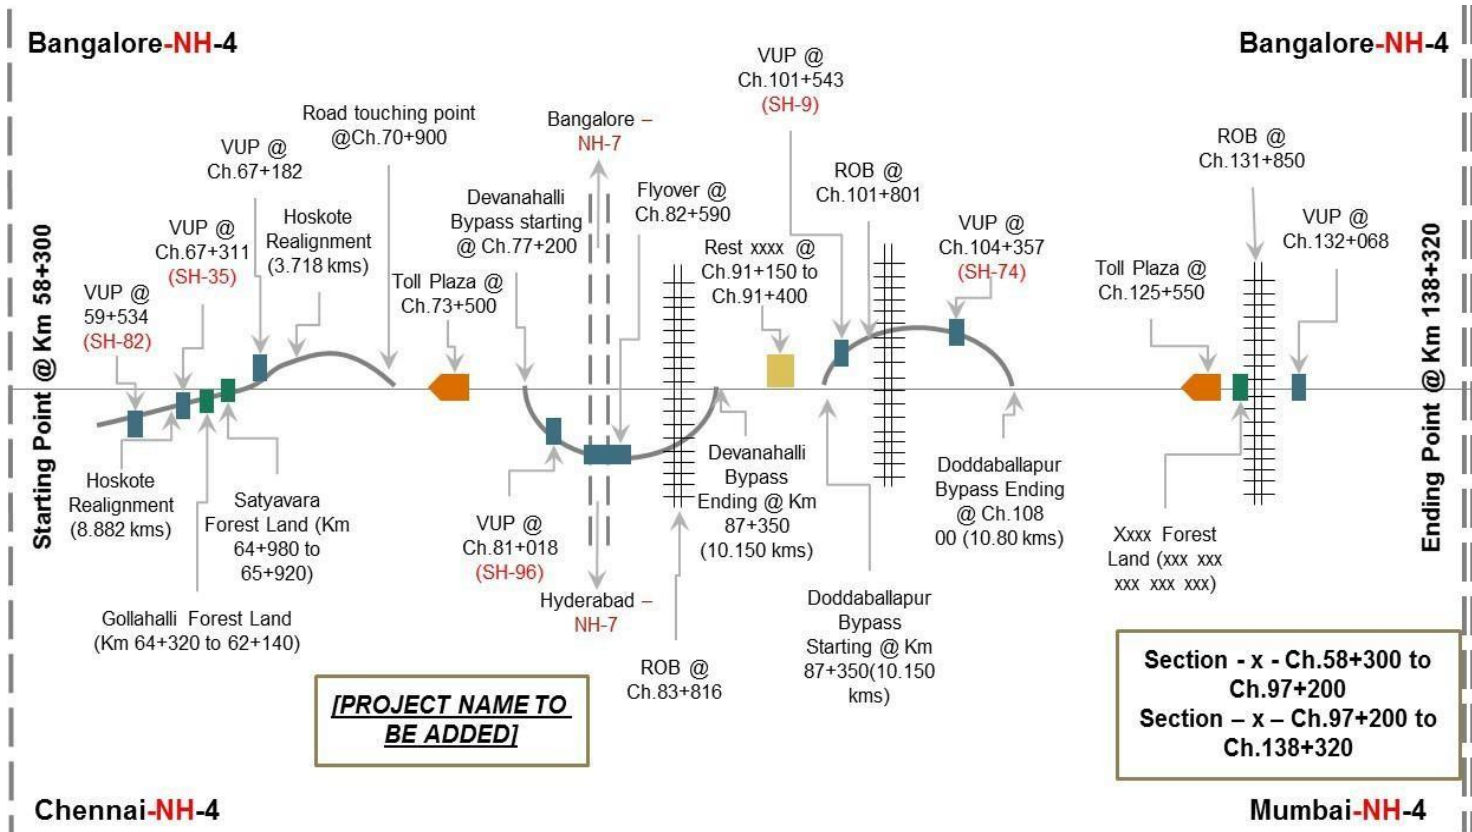 Bangalore-NH-4
Bangalore-NH-4
VUP @
Ch.101+543
(SH-9)
Road touching point
@Ch.70+900
Bangalore –
NH-7
ROB @
Ch.131+850
VUP @
Ch.67+182
ROB @
Ch.101+801
Devanahalli
Bypass starting
@ Ch.77+200
Flyover @
Ch.82+590
Hoskote
Realignment
(3.718 kms)
VUP @
Ch.67+311
(SH-35)
VUP @
Ch.104+357
(SH-74)
VUP @
Ch.132+068
Rest xxxx @
Ch.91+150 to
Ch.91+400
Toll Plaza @
Ch.73+500
Toll Plaza @
Ch.125+550
VUP @
59+534
(SH-82)
Starting Point @ Km 58+300
Ending Point @ Km 138+320
Hoskote
Realignment
(8.882 kms)
Satyavara
Forest Land (Km
64+980 to
65+920)
VUP @
Ch.81+018
(SH-96)
Devanahalli
Bypass
Ending @ Km
87+350
(10.150 kms)
Doddaballapur
Bypass Ending
@ Ch.108
00 (10.80 kms)
Xxxx Forest
Land (xxx xxx
xxx xxx xxx)
Gollahalli Forest Land
(Km 64+320 to 62+140)
Hyderabad –
NH-7
Doddaballapur
Bypass
Starting @ Km
87+350(10.150
kms)
ROB @
Ch.83+816
[PROJECT NAME TO
BE ADDED]
Section - x - Ch.58+300 to
Ch.97+200
Section – x – Ch.97+200 to
Ch.138+320
Chennai-NH-4
Mumbai-NH-4